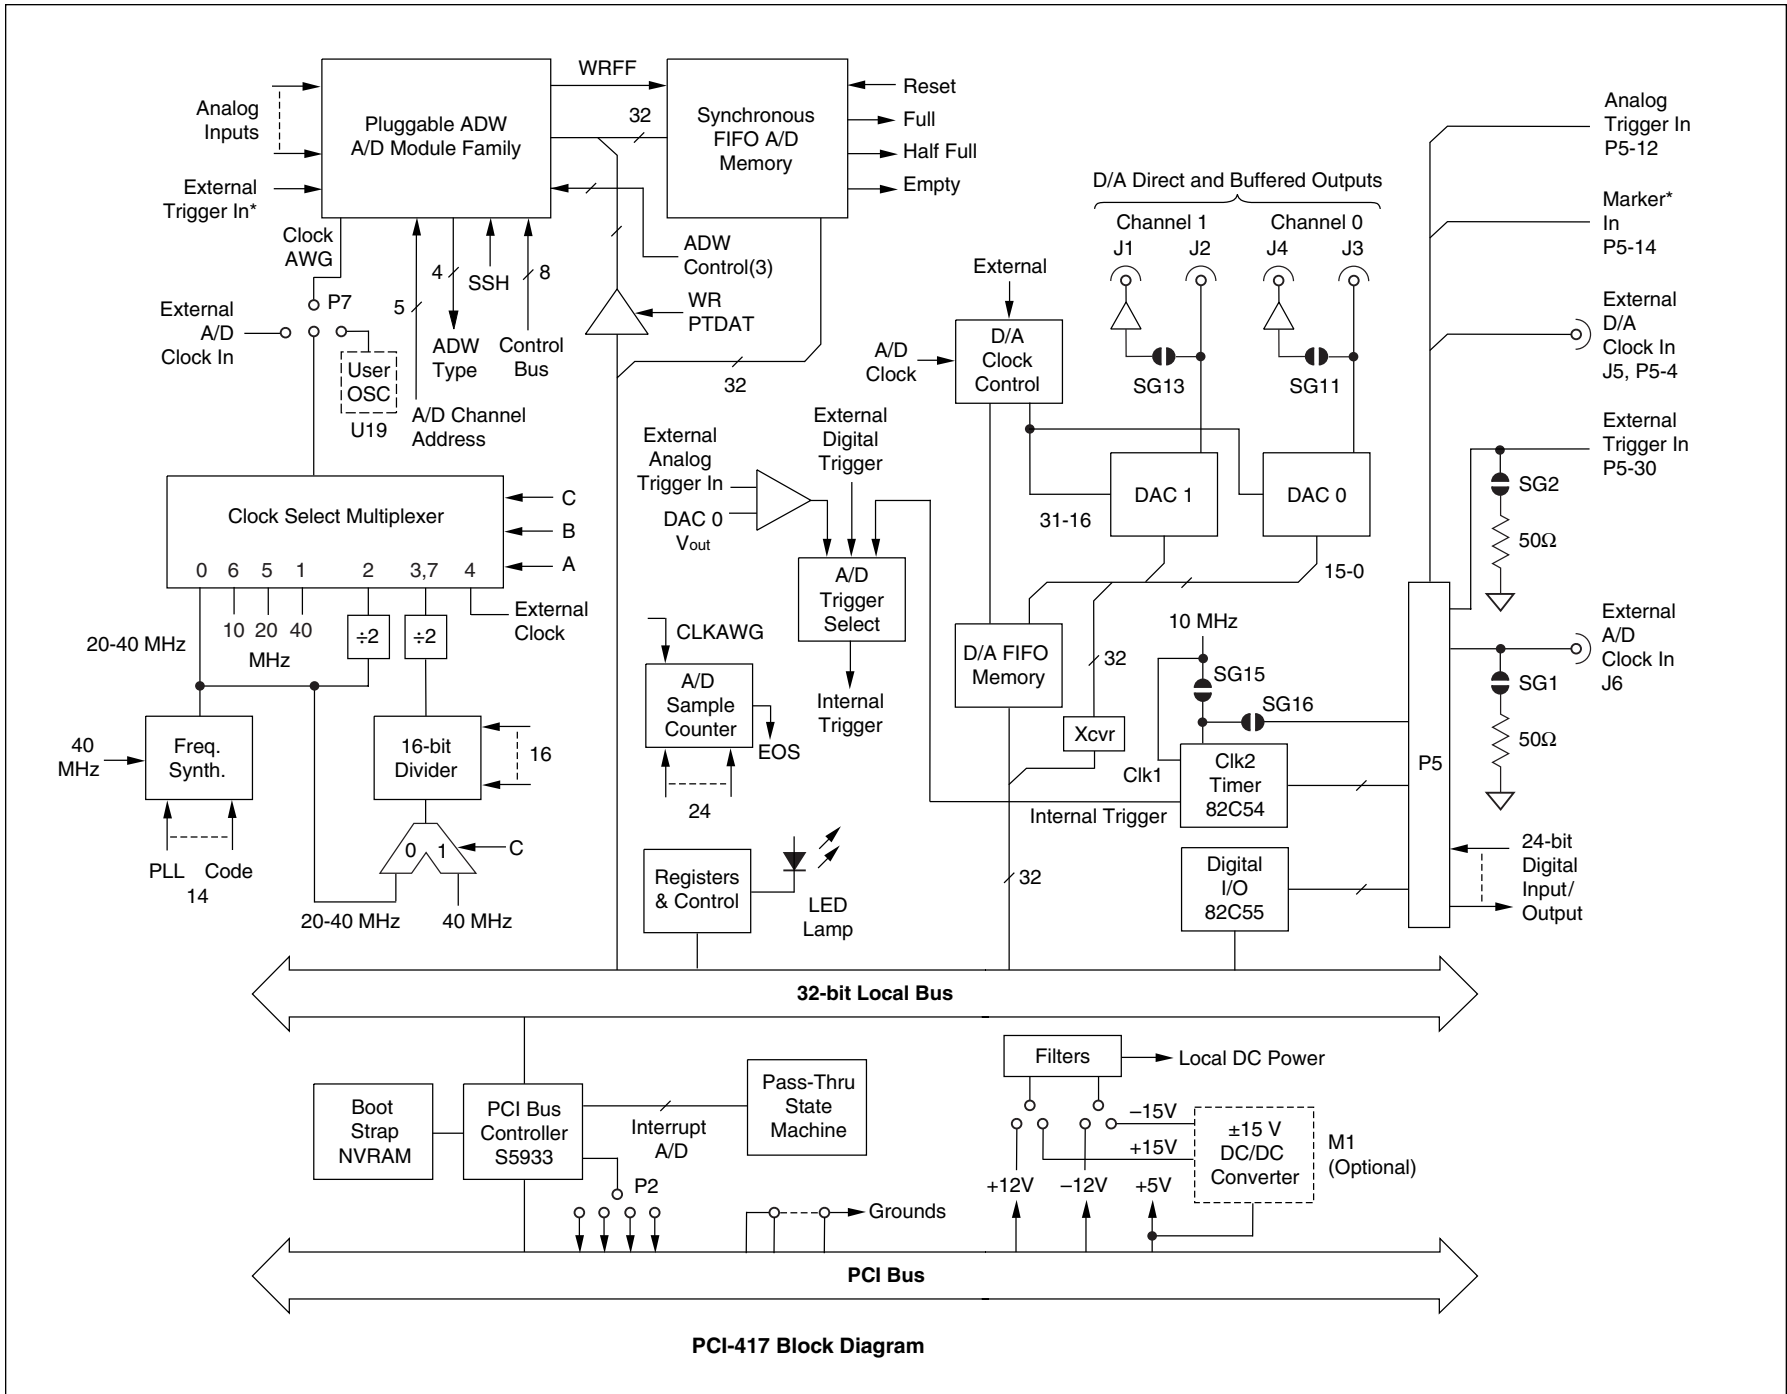 WRFF
Analog
Inputs
Pluggable ADW
A/D Module Family
32
Synchronous
FIFO A/D
Memory
Reset
Full
Half Full
Empty
External
Trigger In*
Clock
AWG
P7
External
A/D
Clock In
User
OSC
U19
5
4
SSH
8
ADW
Type
Control
Bus
A/D Channel
Address
ADW
Control(3)
WR
PTDAT
32
D/A Direct and Buffered Outputs
Channel 1
Channel 0
J1
J2
J4
J3
SG13
SG11
External
A/D
Clock
D/A
Clock
Control
DAC 1
DAC 0
31-16
15-0
Analog
Trigger In
P5-12
Marker*
In
P5-14
External
D/A
Clock In
J5, P5-4
External
Trigger In
P5-30
SG2
50Ω
External
A/D
Clock In
J6
SG1
50Ω
P5
24-bit
Digital
Input/
Output
Clock Select Multiplexer
C
B
A
0 6 5 1 2 3,7 4
10 20 40
MHz
÷2
÷2
External
Clock
20-40 MHz
40
MHz
Freq.
Synth.
PLL Code
14
16-bit
Divider
16
0 1
C
20-40 MHz
40 MHz
External
Analog
Trigger In
DAC 0
Vout
External
Digital
Trigger
A/D
Trigger
Select
Internal
Trigger
CLKAWG
A/D
Sample
Counter
EOS
24
Registers
& Control
LED
Lamp
D/A FIFO
Memory
32
Xcvr
32
10 MHz
SG15
SG16
Clk1
Clk2
Timer
82C54
Internal Trigger
Digital
I/O
82C55
32-bit Local Bus
Boot
Strap
NVRAM
PCI Bus
Controller
S5933
Interrupt
A/D
Pass-Thru
State
Machine
P2
Grounds
Filters
Local DC Power
–15V
+15V
+12V
–12V
+5V
±15 V
DC/DC
Converter
M1
(Optional)
PCI Bus
PCI-417 Block Diagram